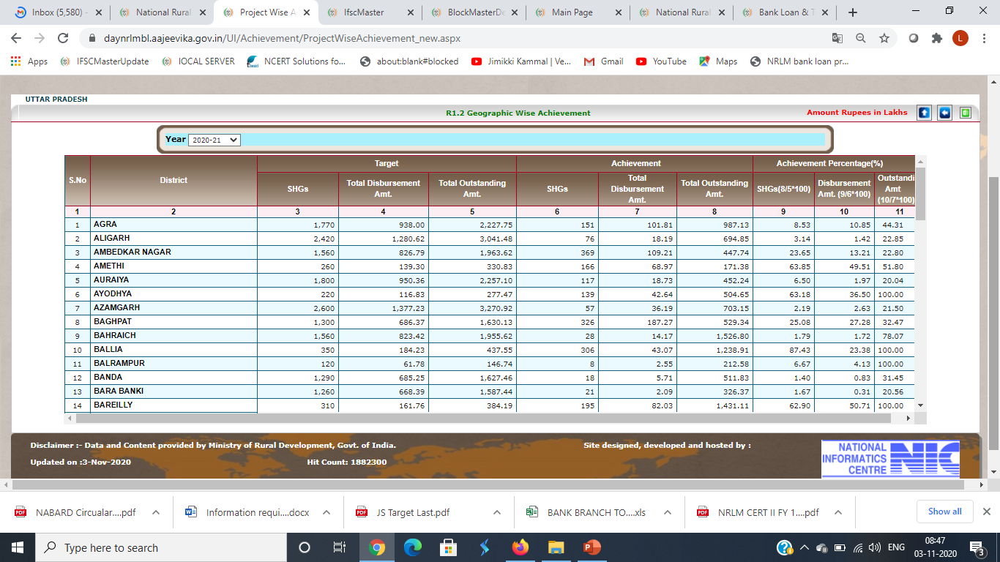 Inbox (5,580) -
National Rural
Project Wise A
IfscMaster
BlockMasterDe
Main Page
National Rural
Bank Loan & T
daynrlmbl.aajeevika.gov.in/UI/Achievement/ProjectWiseAchievement_new.aspx
L
Apps IFSCMasterUpdate lOCAL SERVER NCERT Solutions fo... about:blank#blocked Jimikki Kammal | Ve... Gmail YouTube Maps NRLM bank loan pr...
UTTAR PRADESH
R1.2 Geographic Wise Achievement
Amount Rupees in Lakhs
Year 2020-21
S.No District Target Achievement Achievement Percentage(%)
SHGs Total Disbursement Amt. Total Outstanding Amt. SHGs Total Disbursement Amt. Total Outstanding Amt. SHGs(8/5*100) Disbursement Amt. (9/6*100) Outstandi Amt (10/7*100)
1 2 3 4 5 6 7 8 9 10 11
1 AGRA 1,770 938.00 2,227.75 151 101.81 987.13 8.53 10.85 44.31
2 ALIGARH 2,420 1,280.62 3,041.48 76 18.19 694.85 3.14 1.42 22.85
3 AMBEDKAR NAGAR 1,560 826.79 1,963.62 369 109.21 447.74 23.65 13.21 22.80
4 AMETHI 260 139.30 330.83 166 68.97 171.38 63.85 49.51 51.80
5 AURAIYA 1,800 950.36 2,257.10 117 18.73 452.24 6.50 1.97 20.04
6 AYODHYA 220 116.83 277.47 139 42.64 504.65 63.18 36.50 100.00
7 AZAMGARH 2,600 1,377.23 3,270.92 57 36.19 703.15 2.19 2.63 21.50
8 BAGHPAT 1,300 686.37 1,630.13 326 187.27 529.34 25.08 27.28 32.47
9 BAHRAICH 1,560 823.42 1,955.62 28 14.17 1,526.80 1.79 1.72 78.07
10 BALLIA 350 184.23 437.55 306 43.07 1,238.91 87.43 23.38 100.00
11 BALRAMPUR 120 61.78 146.74 8 2.55 212.58 6.67 4.13 100.00
12 BANDA 1,290 685.25 1,627.46 18 5.71 511.83 1.40 0.83 31.45
13 BARA BANKI 1,260 668.39 1,587.44 21 2.09 326.37 1.67 0.31 20.56
14 BAREILLY 310 161.76 384.19 195 82.03 1,431.11 62.90 50.71 100.00
Disclaimer :- Data and Content provided by Ministry of Rural Development, Govt. of India.
Site designed, developed and hosted by :
NATIONAL INFORMATICS CENTRE NIC
Updated on :3-Nov-2020
Hit Count: 1882300
NABARD Circualar....pdf
Information requi....docx
JS Target Last.pdf
BANK BRANCH TO....xls
NRLM CERT II FY 1....pdf
Show all
Type here to search
ENG
08:47
03-11-2020
3